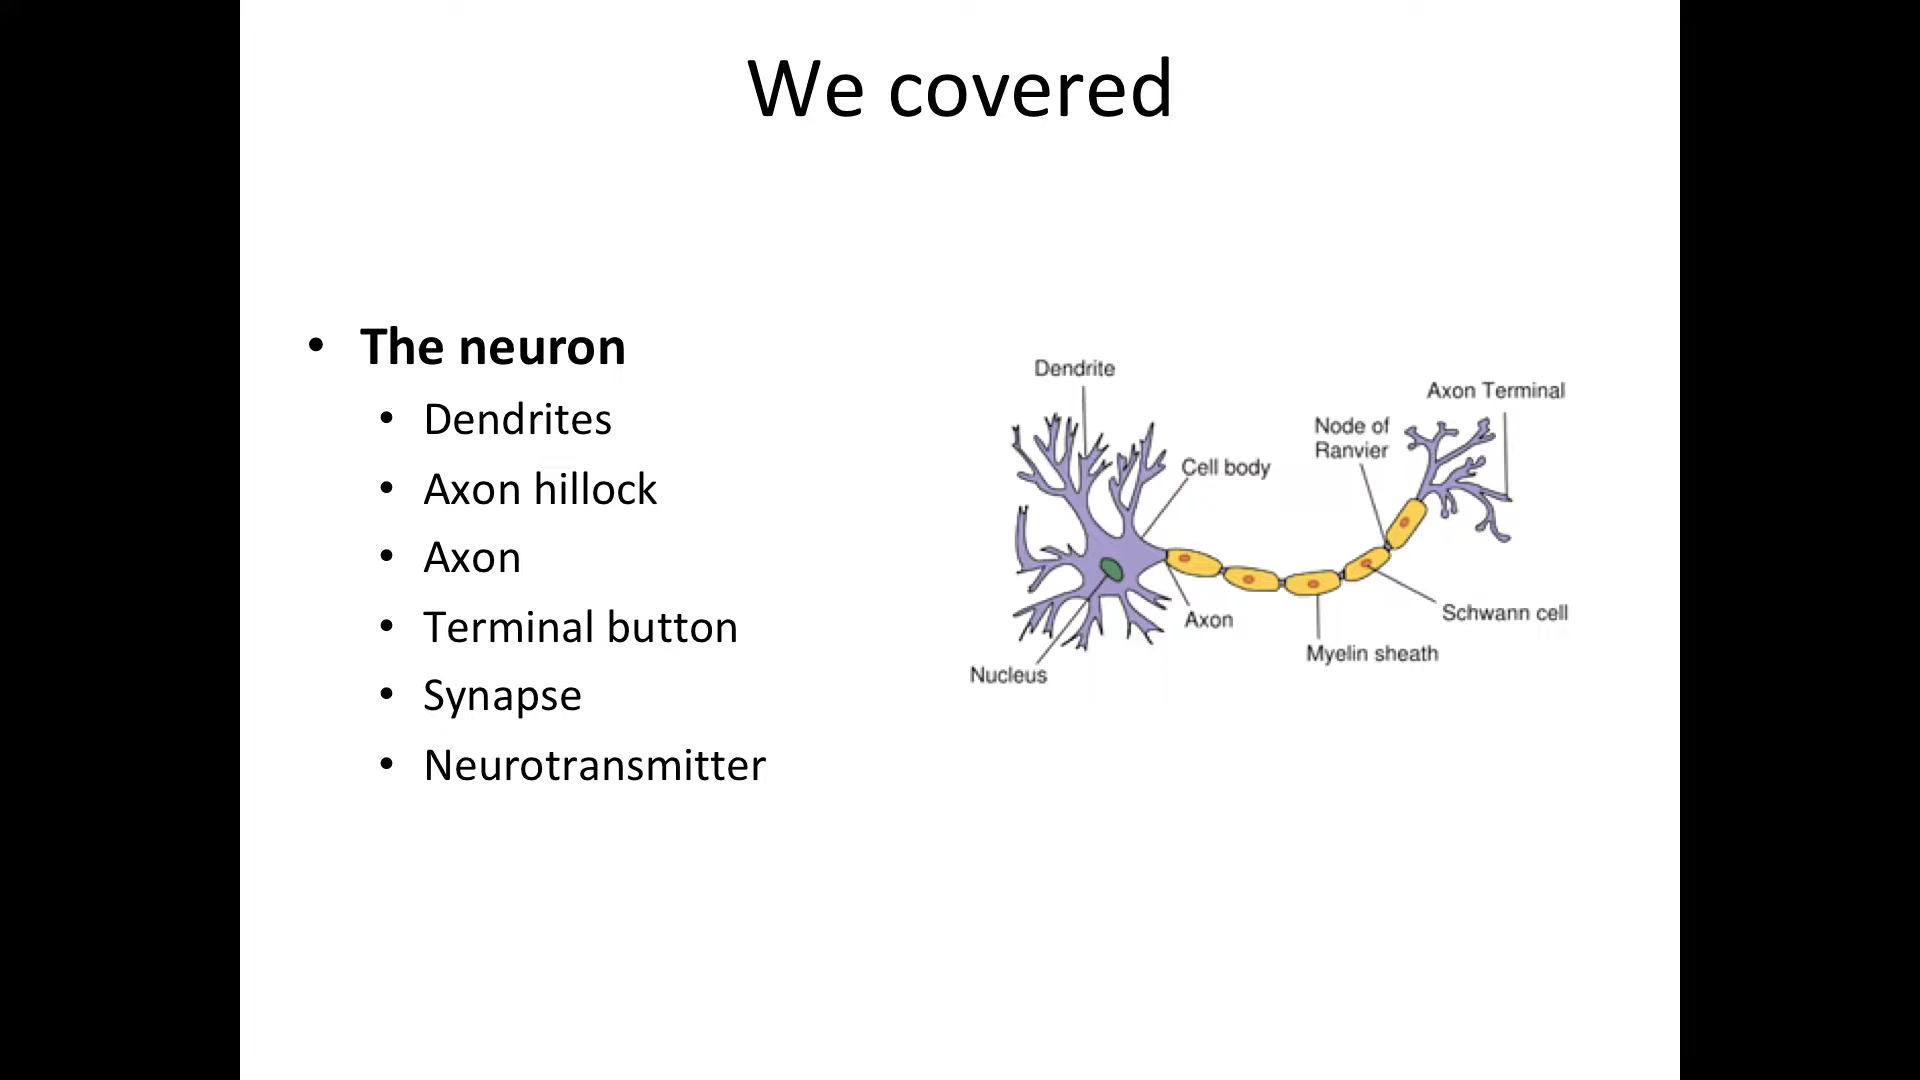 We covered
• The neuron
• Dendrites
• Axon hillock
• Axon
• Terminal button
• Synapse
• Neurotransmitter
Dendrite
Axon Terminal
Node of
Ranvier
Cell body
Axon
Schwann cell
Myelin sheath
Nucleus